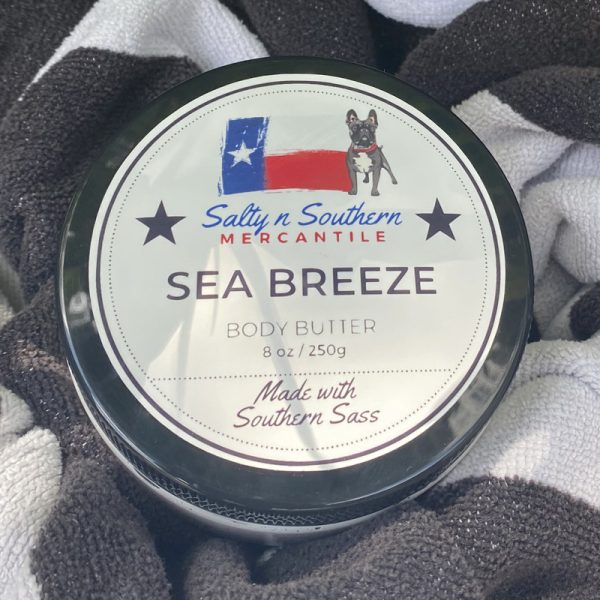 Salty n Southern
MERCANTILE
SEA BREEZE
BODY BUTTER
8 oz / 250g
Made with
Southern Sass